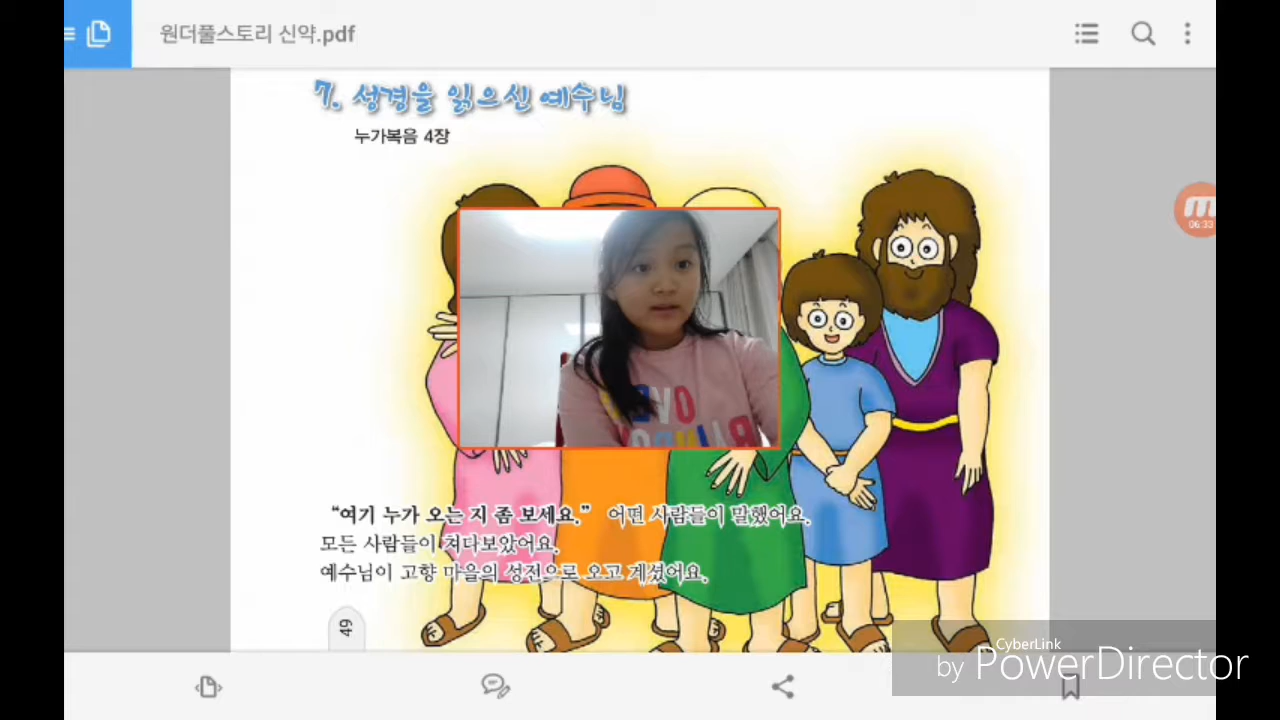 원더풀스토리 신약.pdf
7. 성경을 읽으신 예수님
누가복음 4장
06:33
“여기 누가 오는 지 좀 보세요.” 어떤 사람들이 말했어요.
모든 사람들이 쳐다보았어요.
예수님이 고향 마을의 성전으로 오고 계셨어요.
49
CyberLink
by PowerDirector